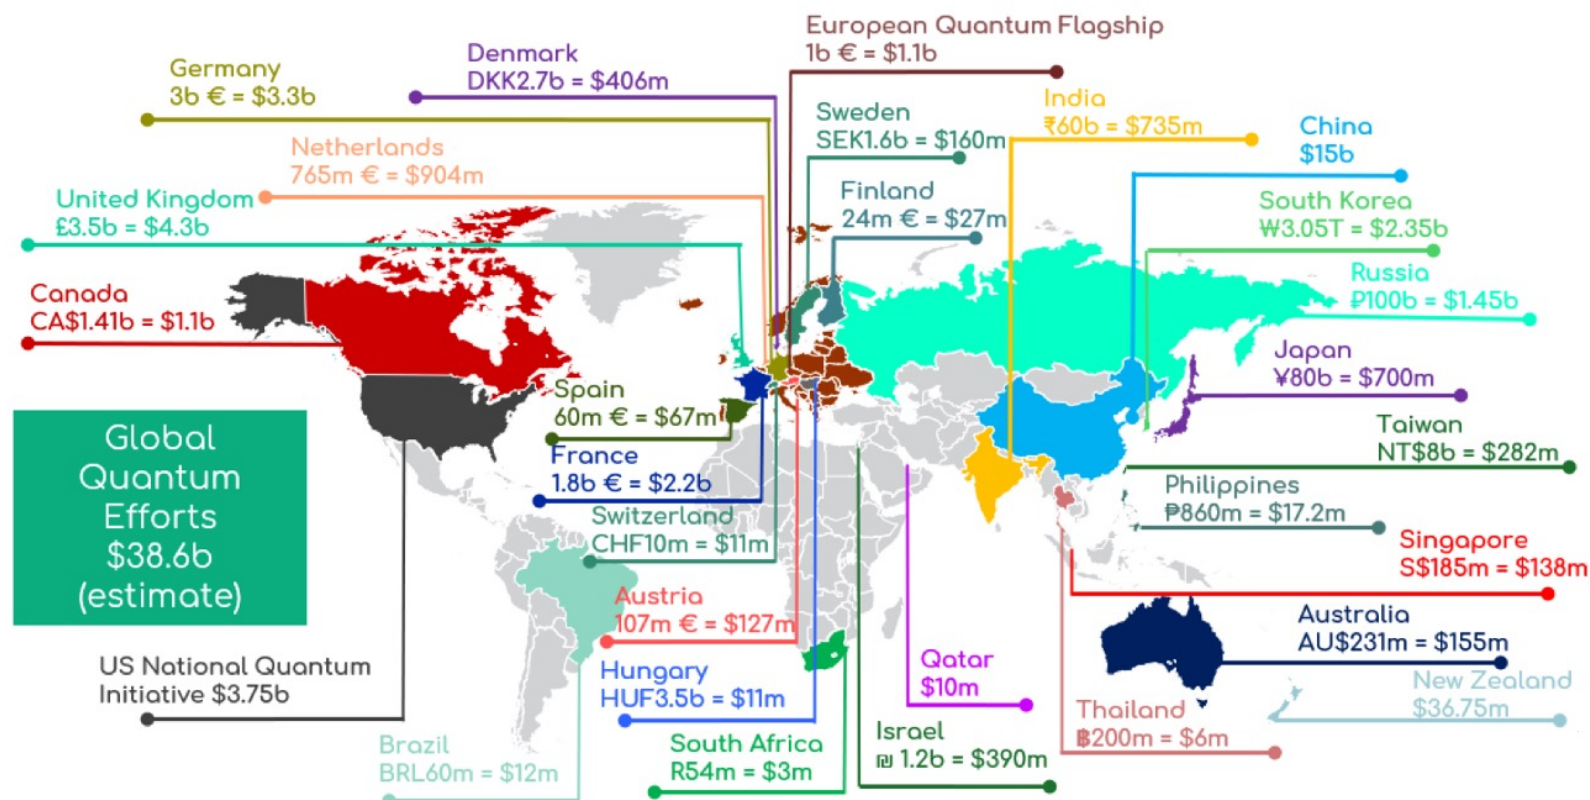 European Quantum Flagship
1b € = $1.1b
Denmark
DKK2.7b = $406m
Germany
3b € = $3.3b
India
₹60b = $735m
Sweden
SEK1.6b = $160m
China
$15b
Netherlands
765m € = $904m
Finland
24m € = $27m
United Kingdom
£3.5b = $4.3b
South Korea
₩3.05T = $2.35b
Russia
₽100b = $1.45b
Canada
CA$1.41b = $1.1b
Japan
¥80b = $700m
Spain
60m € = $67m
Taiwan
NT$8b = $282m
Global
Quantum
Efforts
$38.6b
(estimate)
France
1.8b € = $2.2b
Philippines
₱860m = $17.2m
Switzerland
CHF10m = $11m
Singapore
S$185m = $138m
Austria
107m € = $127m
Australia
AU$231m = $155m
US National Quantum
Initiative $3.75b
Hungary
HUF3.5b = $11m
Qatar
$10m
New Zealand
$36.75m
Thailand
฿200m = $6m
Israel
₪ 1.2b = $390m
Brazil
BRL60m = $12m
South Africa
R54m = $3m